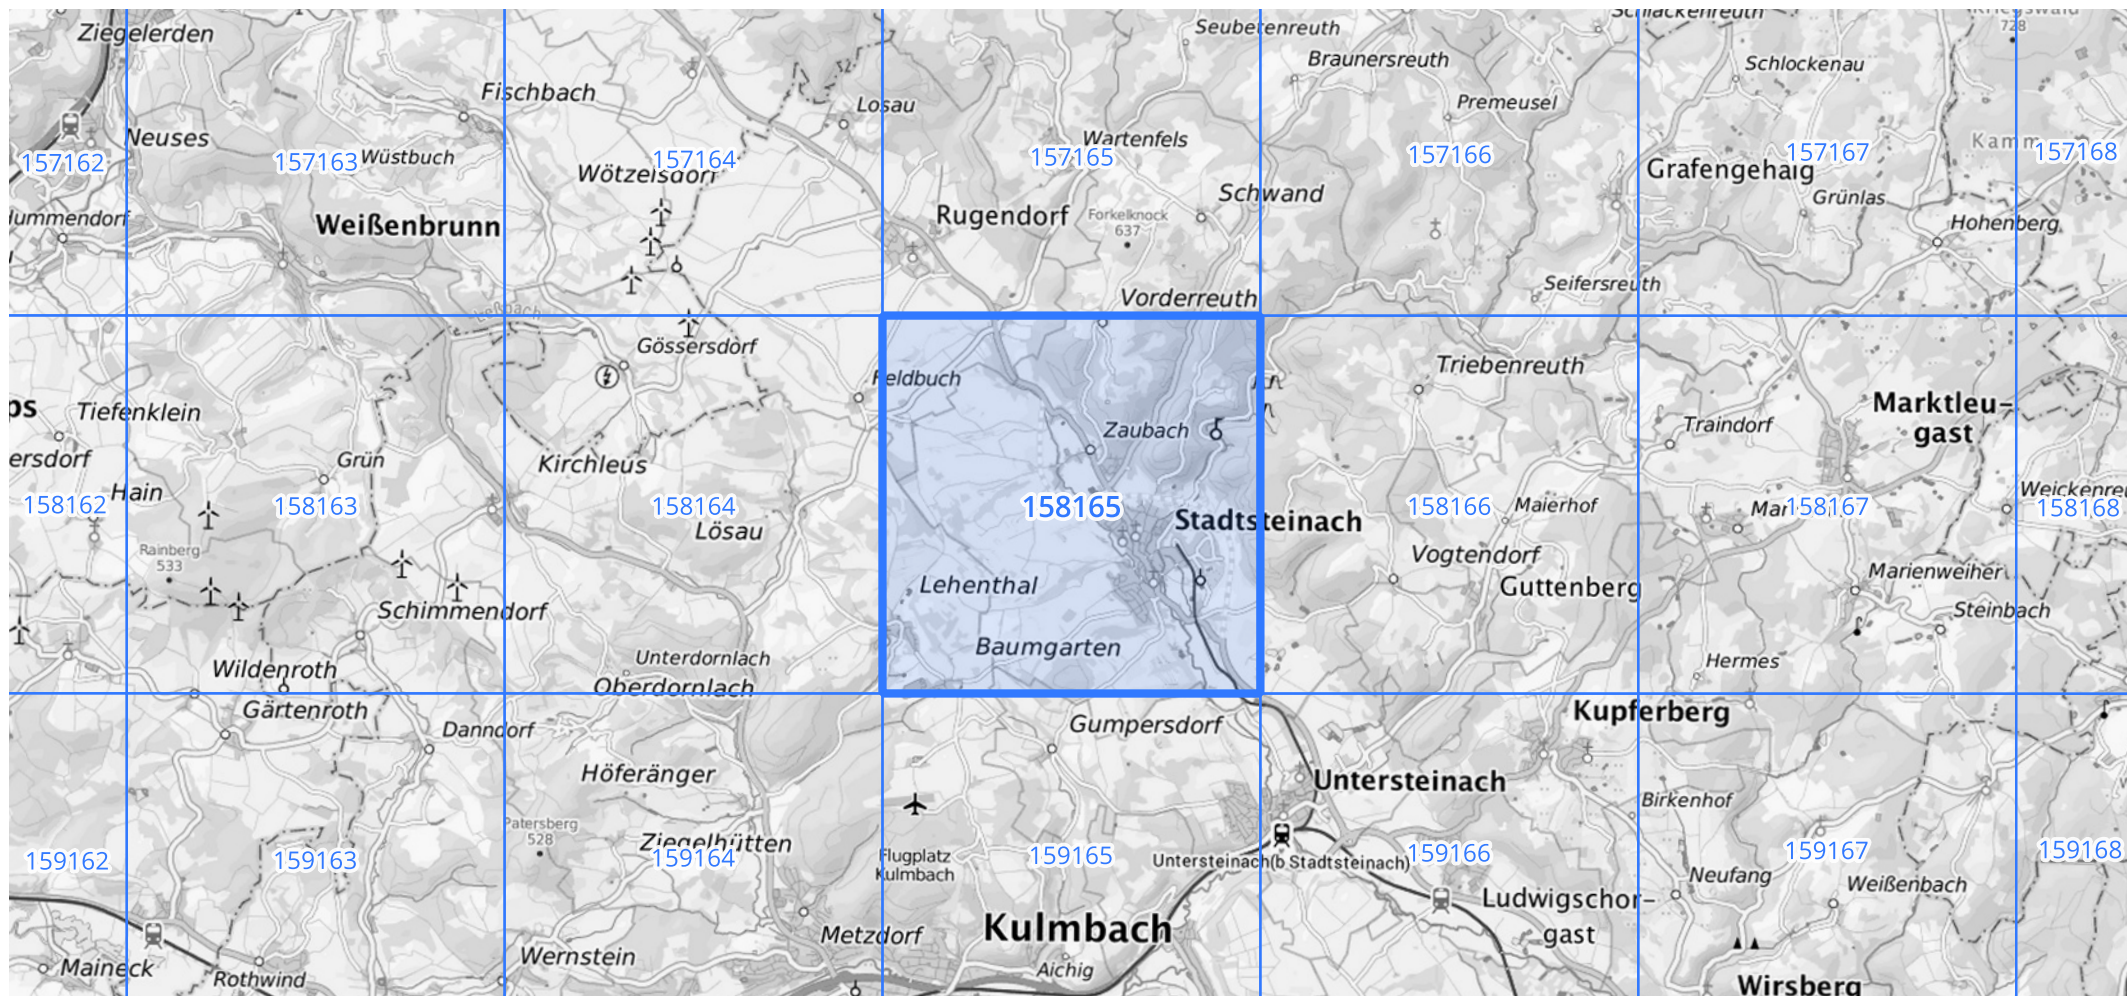 Ziegelerden
Seubetenreuth
Schlackenreuth
728
Braunersreuth
Schlockenau
Fischbach
Losau
Premeusel
Neuses
Wartenfels
Kamm
157162
157163
Wüstbuch
157164
157165
157166
157167
157168
Wötzelsdorf
Grafengehaig
Schwand
Grünlas
Weißenbrunn
Rugendorf
Forkelknock
637
Hohenberg
Seifersreuth
Vorderreuth
Leßbach
Gössersdorf
Triebenreuth
Feldbuch
Tiefenklein
Marktleu-
gast
Traindorf
Zaubach
ersdorf
Grün
Kirchleus
Hain
158162
158163
158164
158165
158166
Maierhof
158167
158168
Lösau
Stadtsteinach
Rainberg
533
Vogtendorf
Marienweiher
Lehenthal
Guttenberg
Schimmendorf
Steinbach
Baumgarten
Unterdornlach
Hermes
Wildenroth
Oberdornlach
Gärtenroth
Kupferberg
Danndorf
Gumpersdorf
Höferänger
Untersteinach
Birkenhof
Patersberg
528
Ziegelhütten
159162
159163
159164
Flugplatz
Kulmbach
159165
Untersteinach(b Stadtsteinach)
159166
159167
159168
Neufang
Weißenbach
Ludwigschor-
gast
Kulmbach
Metzdorf
Wernstein
Maineck
Rothwind
Aichig
Wirsberg